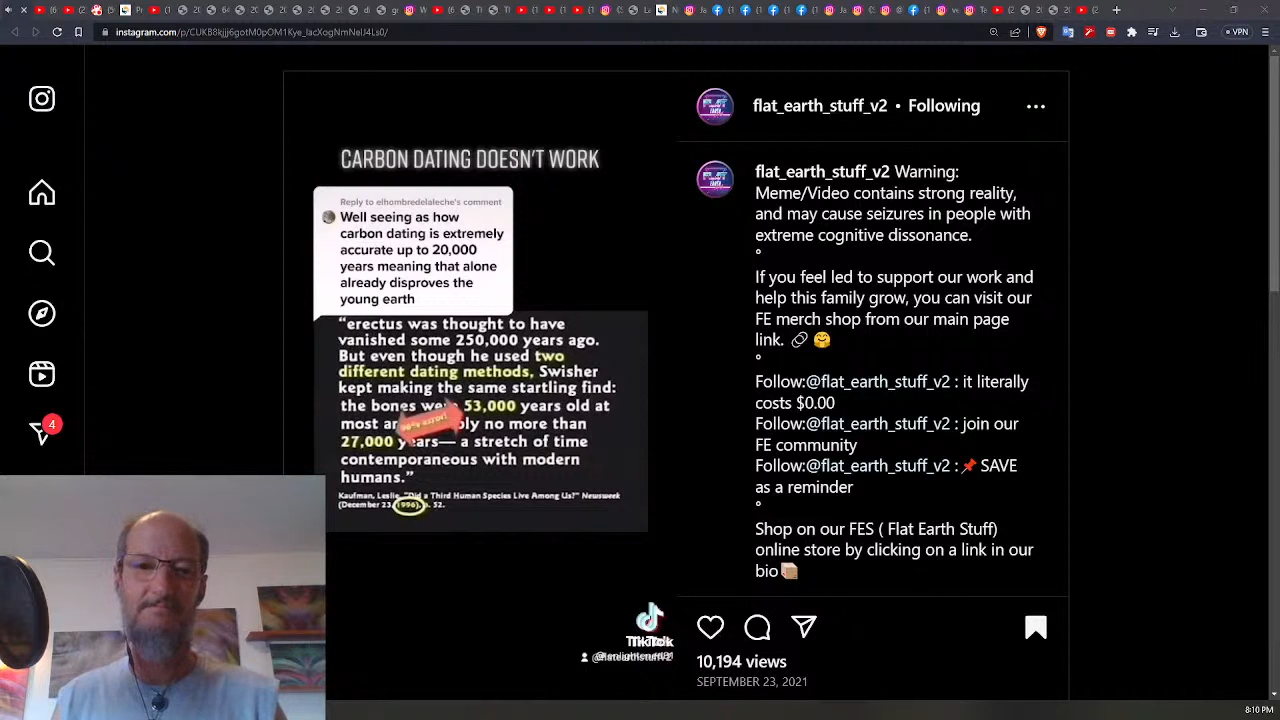 instagram.com/p/CUKB8kjjj6gotM0pOM1Kye_lacXogNmNelJ4Ls0/
VPN
flat_earth_stuff_v2 • Following
CARBON DATING DOESN'T WORK
Reply to elhombredelaleche's comment
Well seeing as how
carbon dating is extremely
accurate up to 20,000
years meaning that alone
already disproves the
young earth
"erectus was thought to have
vanished some 250,000 years ago.
But even though he used two
different dating methods, Swisher
kept making the same startling find:
the bones were 53,000 years old at
most and no more than
27,000 years— a stretch of time
contemporaneous with modern
humans."
Kaufman, Leslie, "Did a Third Human Species Live Among Us?" Newsweek
(December 23, 1996), p. 52.
TikTok
flat_earth_stuff_v2 Warning:
Meme/Video contains strong reality,
and may cause seizures in people with
extreme cognitive dissonance.
°
If you feel led to support our work and
help this family grow, you can visit our
FE merch shop from our main page
link. 🔗 🤗
°
Follow:@flat_earth_stuff_v2 : it literally
costs $0.00
Follow:@flat_earth_stuff_v2 : join our
FE community
Follow:@flat_earth_stuff_v2 :📌 SAVE
as a reminder
°
Shop on our FES ( Flat Earth Stuff)
online store by clicking on a link in our
bio📦
10,194 views
SEPTEMBER 23, 2021
4
8:10 PM